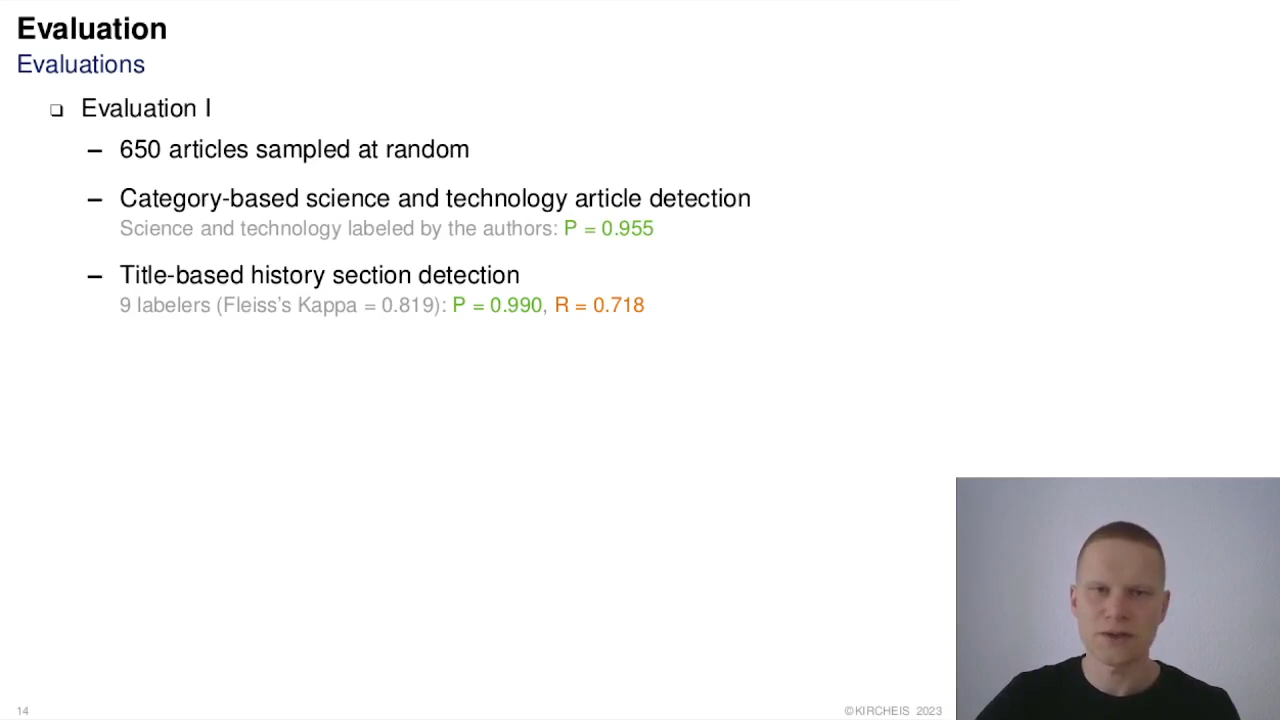 Evaluation
Evaluations
❑ Evaluation I
– 650 articles sampled at random
– Category-based science and technology article detection
Science and technology labeled by the authors: P = 0.955
– Title-based history section detection
9 labelers (Fleiss's Kappa = 0.819): P = 0.990, R = 0.718
14
©KIRCHEIS 2023